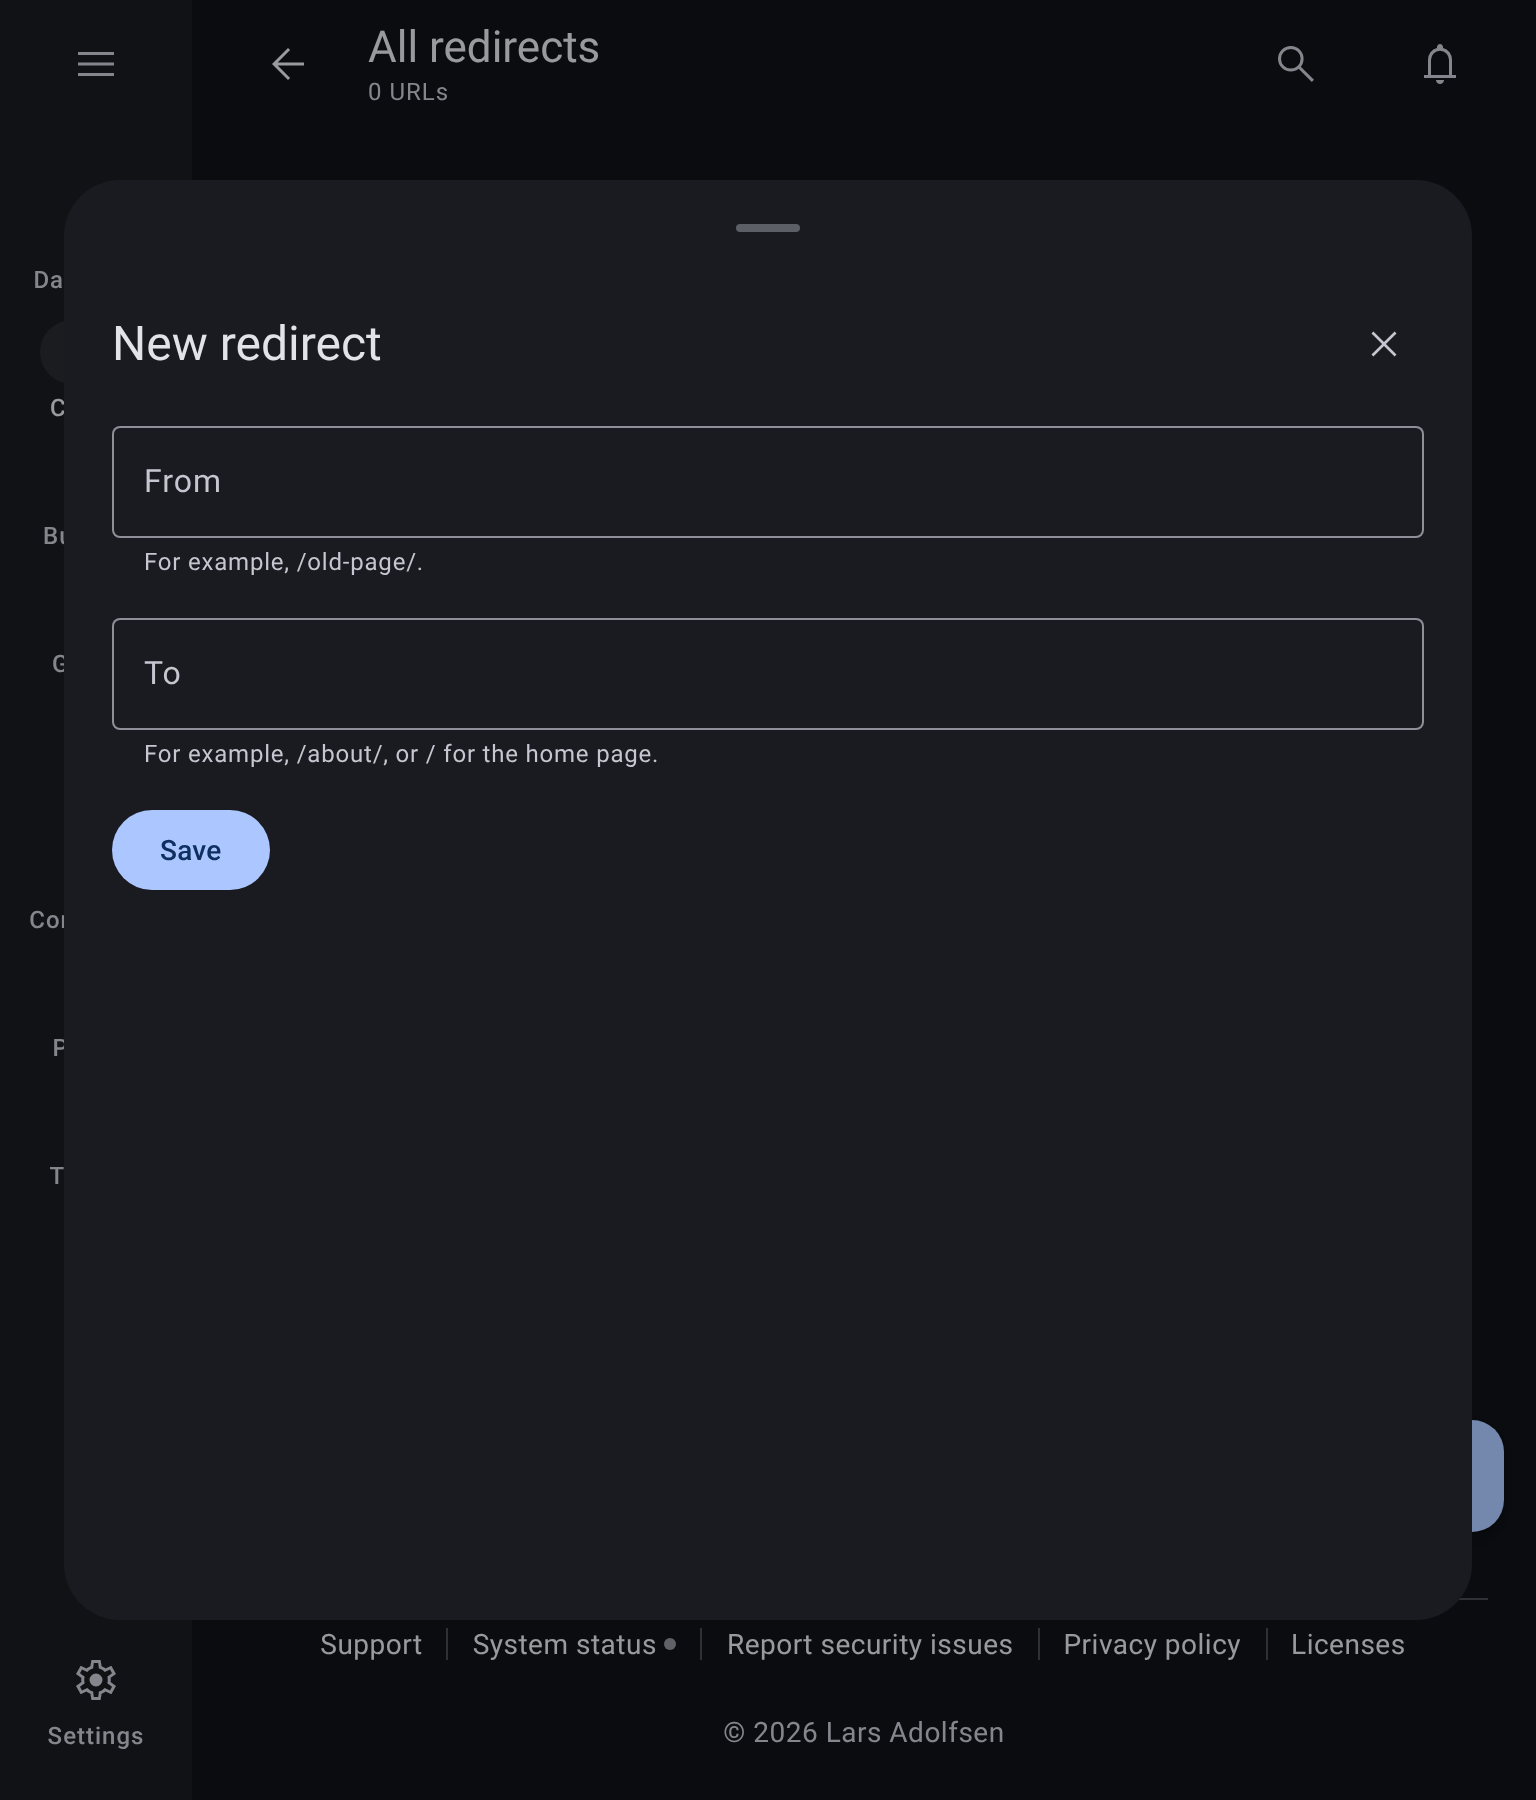 All redirects
0 URLs
New redirect
From
For example, /old-page/.
To
For example, /about/, or / for the home page.
Save
Support
System status
Report security issues
Privacy policy
Licenses
Settings
© 2026 Lars Adolfsen